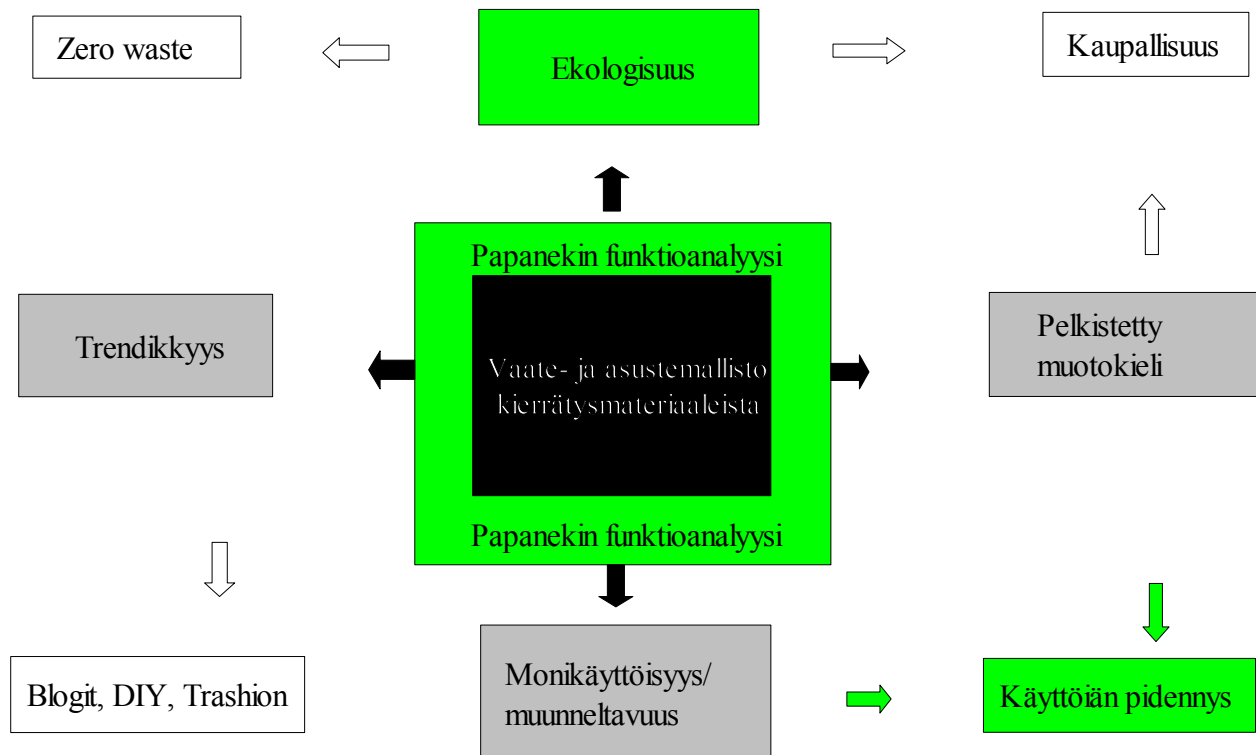 Zero waste
Ekologisuus
Kaupallisuus
Papanekin funktioanalyysi
Trendikkyys
Vaate- ja asustemallisto
kierrätysmateriaaleista
Pelkistetty
muotokieli
Papanekin funktioanalyysi
Blogit, DIY, Trashion
Monikäyttöisyys/
muunneltavuus
Käyttöiän pidennys